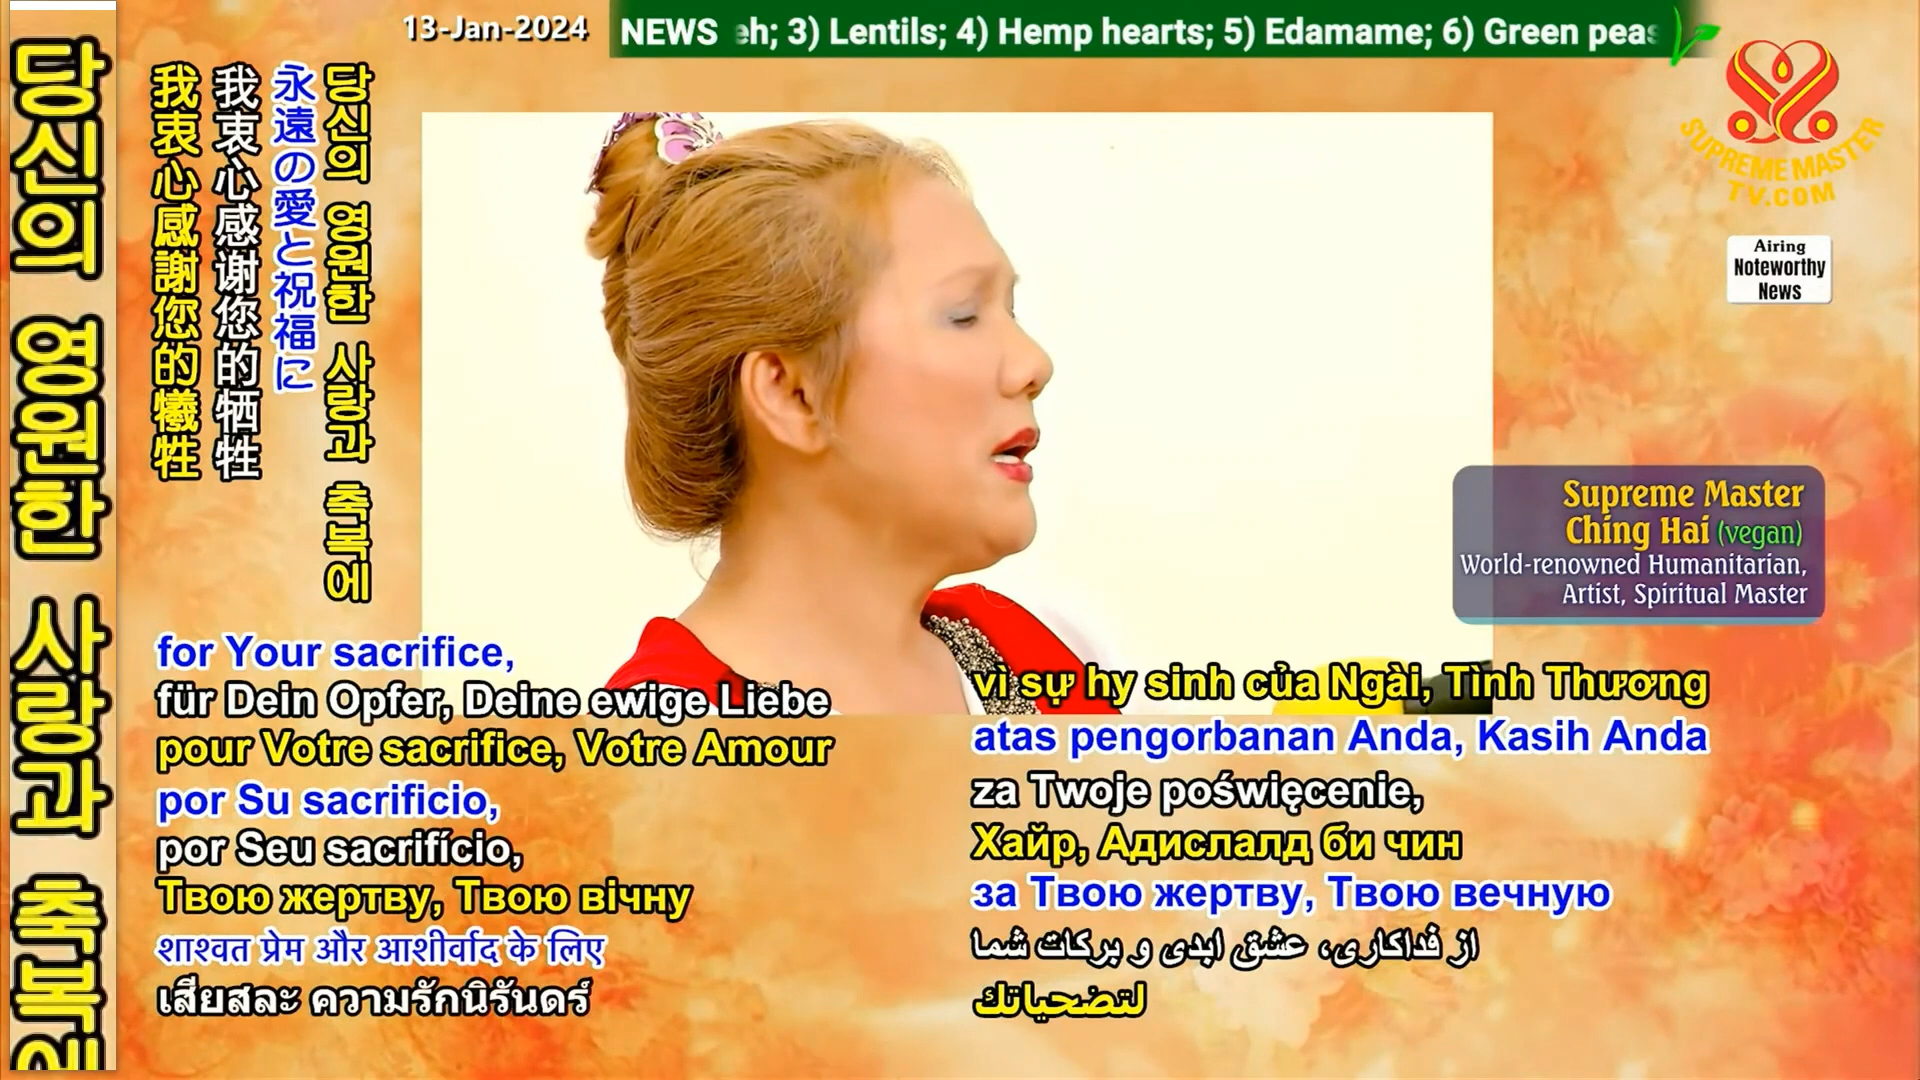 13-Jan-2024
NEWS eh; 3) Lentils; 4) Hemp hearts; 5) Edamame; 6) Green peas
SUPREME MASTER
TV.COM
Airing
Noteworthy
News
당신의 영원한 사랑과 축복에
我衷心感謝您的犧牲
我衷心感谢您的牺牲
永遠の愛と祝福に
당신의 영원한 사랑과 축복에
Supreme Master
Ching Hai (vegan)
World-renowned Humanitarian,
Artist, Spiritual Master
for Your sacrifice,
für Dein Opfer, Deine ewige Liebe
pour Votre sacrifice, Votre Amour
por Su sacrificio,
por Seu sacrifício,
Твою жертву, Твою вічну
शाश्वत प्रेम और आशीर्वाद के लिए
เสียสละ ความรักนิรันดร์
vì sự hy sinh của Ngài, Tình Thương
atas pengorbanan Anda, Kasih Anda
za Twoje poświęcenie,
Хайр, Адислалд би чин
за Твою жертву, Твою вечную
از فداکاری، عشق ابدی و برکات شما
لتضحياتك